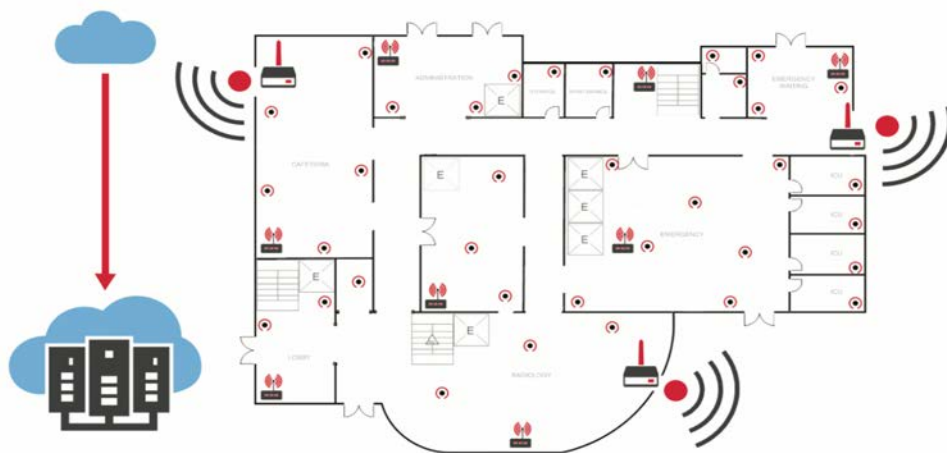 ADMINISTRATION
E
EMERGENCY
WAITING
CAFETERIA
E
E
ICU
E
ICU
EMERGENCY
E
ICU
E
ICU
E
LOBBY
RADIOLOGY